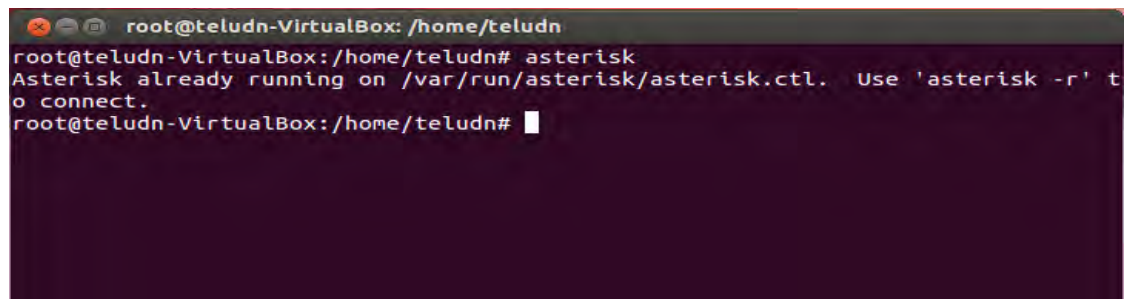 root@teludn-VirtualBox: /home/teludn
root@teludn-VirtualBox:/home/teludn# asterisk
Asterisk already running on /var/run/asterisk/asterisk.ctl.  Use 'asterisk -r' t
o connect.
root@teludn-VirtualBox:/home/teludn#